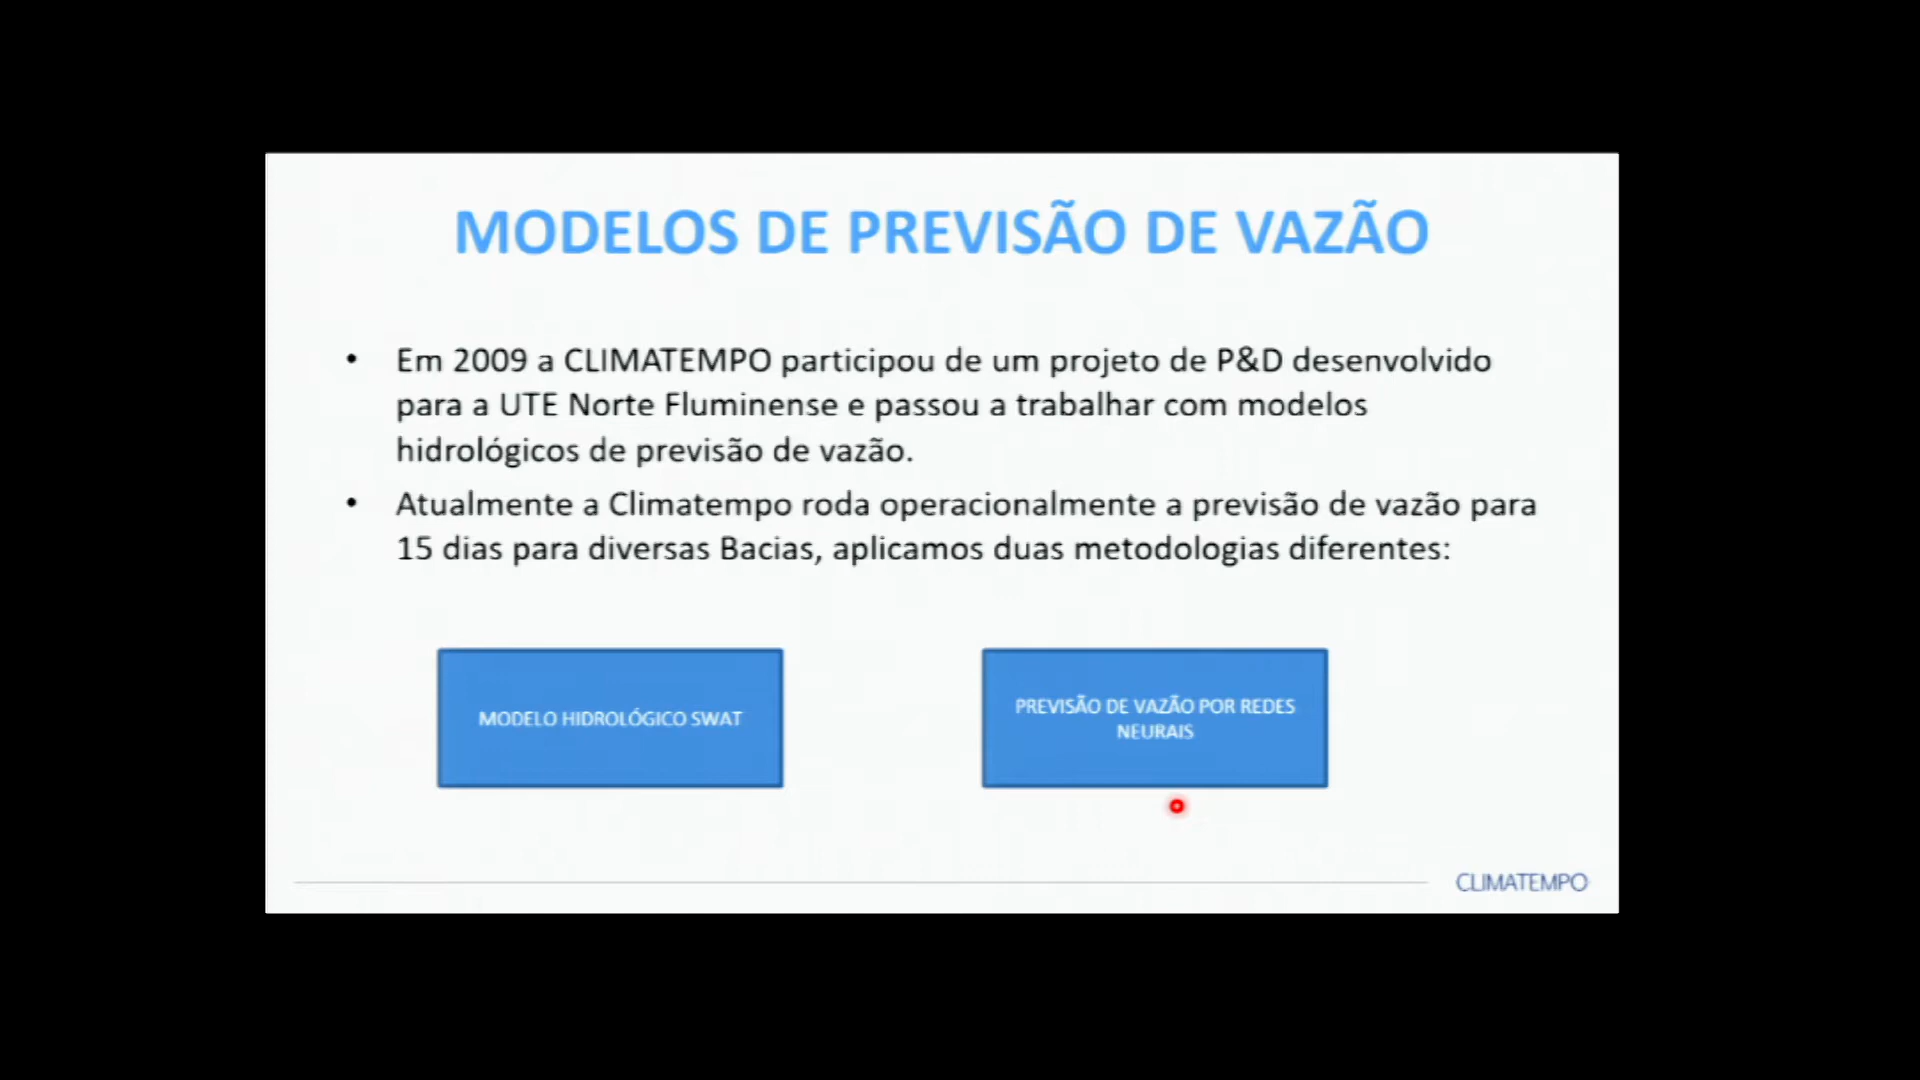 MODELOS DE PREVISÃO DE VAZÃO
• Em 2009 a CLIMATEMPO participou de um projeto de P&D desenvolvido
para a UTE Norte Fluminense e passou a trabalhar com modelos
hidrológicos de previsão de vazão.
• Atualmente a Climatempo roda operacionalmente a previsão de vazão para
15 dias para diversas Bacias, aplicamos duas metodologias diferentes:
MODELO HIDROLÓGICO SWAT
PREVISÃO DE VAZÃO POR REDES
NEURAIS
CLIMATEMPO